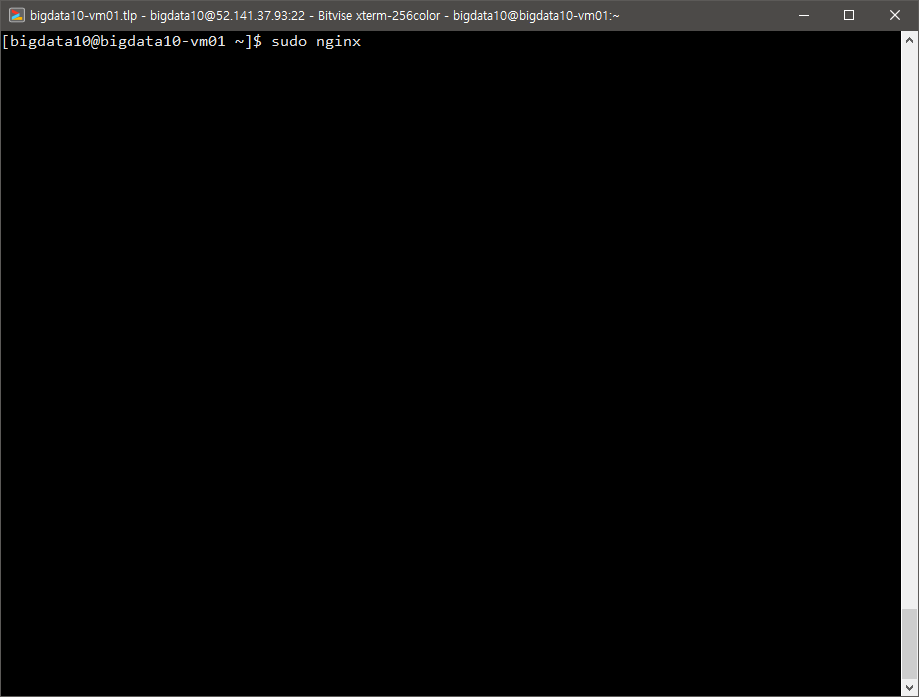 bigdata10-vm01.tlp - bigdata10@52.141.37.93:22 - Bitvise xterm-256color - bigdata10@bigdata10-vm01:~
[bigdata10@bigdata10-vm01 ~]$ sudo nginx